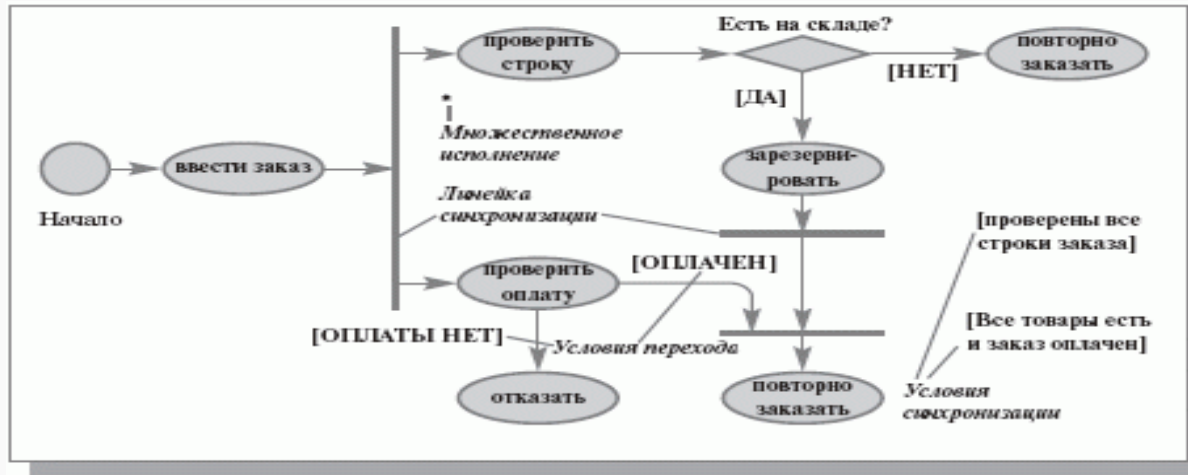 Есть на складе?
проверить
строку
повторно
заказать
[НЕТ]
[ДА]
*
Множественное
исполнение
ввести заказ
зарезерви-
ровать
Начало
Линейка
синхронизации
[проверены все
строки заказа]
проверить
оплату
[ОПЛАЧЕН]
[ОПЛАТЫ НЕТ]
Условия перехода
[Все товары есть
и заказ оплачен]
отказать
повторно
заказать
Условия
синхронизации